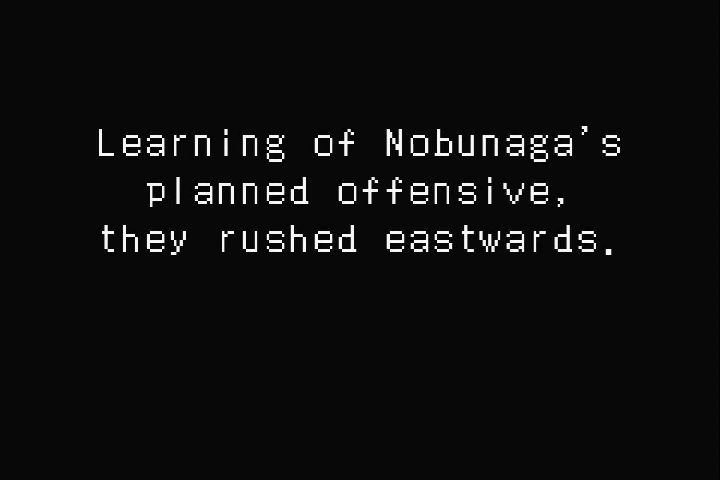 Learning of Nobunaga's
planned offensive,
they rushed eastwards.